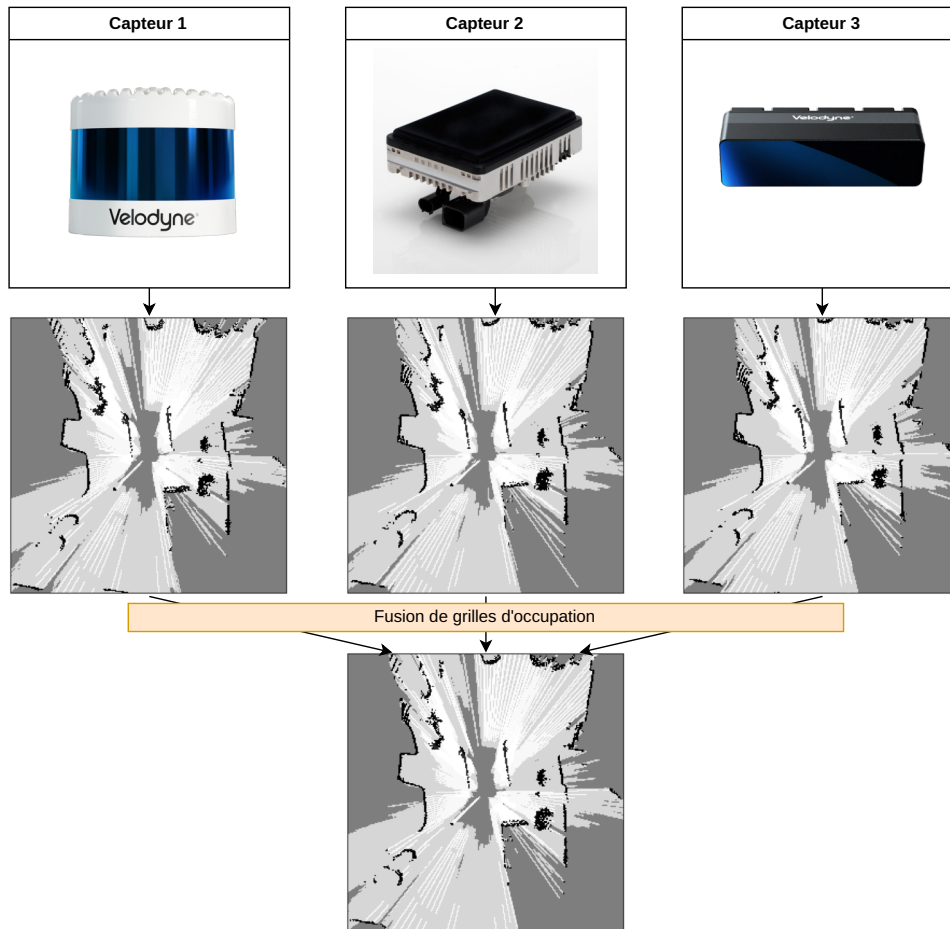 Capteur 1
Capteur 2
Capteur 3
Velodyne
Velodyne
Fusion de grilles d'occupation